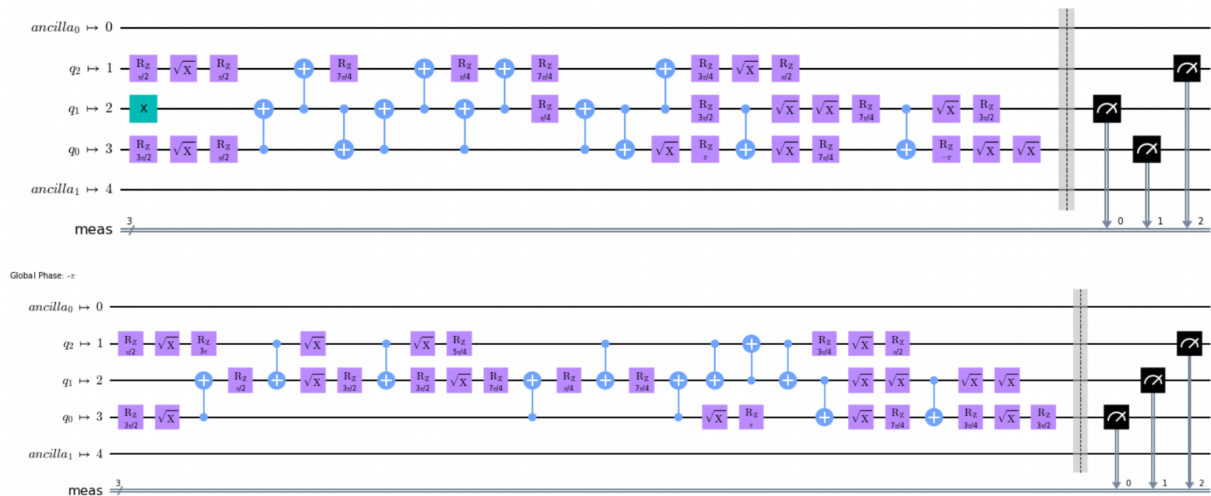 ancilla₀ ↦ 0
q₂ ↦ 1 R_Z π/2 √X R_Z π/2 R_Z 7π/4 R_Z π/4 R_Z 7π/4 R_Z 3π/4 √X R_Z π/2
q₁ ↦ 2 X R_Z π/4 R_Z 3π/2 √X √X R_Z 7π/4 √X R_Z 3π/2
q₀ ↦ 3 R_Z 3π/2 √X R_Z π/2 √X R_Z π √X R_Z 7π/4 R_Z -π √X √X
ancilla₁ ↦ 4
meas 3 0 1 2
Global Phase: -π
ancilla₀ ↦ 0
q₂ ↦ 1 R_Z π/2 √X R_Z 3π √X √X R_Z 5π/4 R_Z 3π/4 √X R_Z π/2
q₁ ↦ 2 R_Z π/2 √X R_Z 3π/2 R_Z 3π/2 √X R_Z 7π/4 R_Z π/4 R_Z 7π/4 √X √X √X √X
q₀ ↦ 3 R_Z 3π/2 √X √X R_Z π √X R_Z 7π/4 R_Z 3π/4 √X R_Z 3π/2
ancilla₁ ↦ 4
meas 3 0 1 2